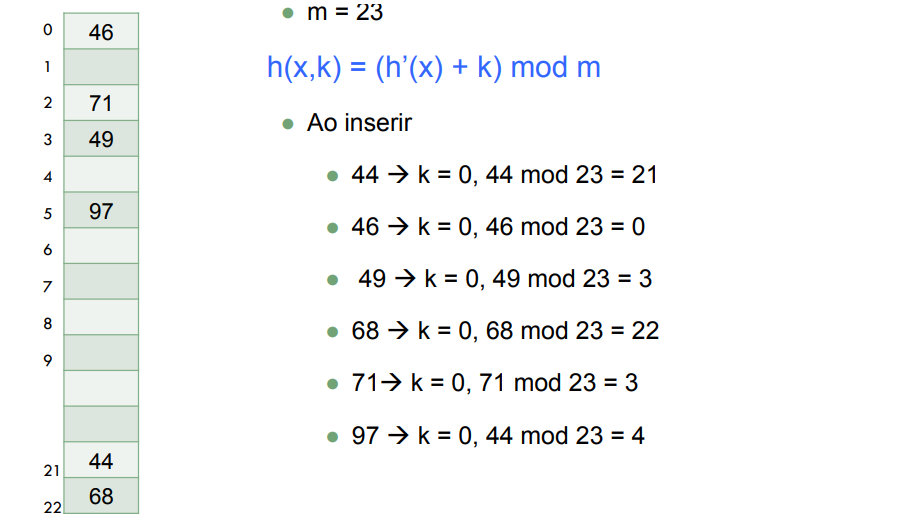 m = 23
0 46
h(x,k) = (h’(x) + k) mod m
1
2 71
Ao inserir
3 49
44 → k = 0, 44 mod 23 = 21
4
5 97
46 → k = 0, 46 mod 23 = 0
6
49 → k = 0, 49 mod 23 = 3
7
8
68 → k = 0, 68 mod 23 = 22
9
71→ k = 0, 71 mod 23 = 3
97 → k = 0, 44 mod 23 = 4
21 44
22 68